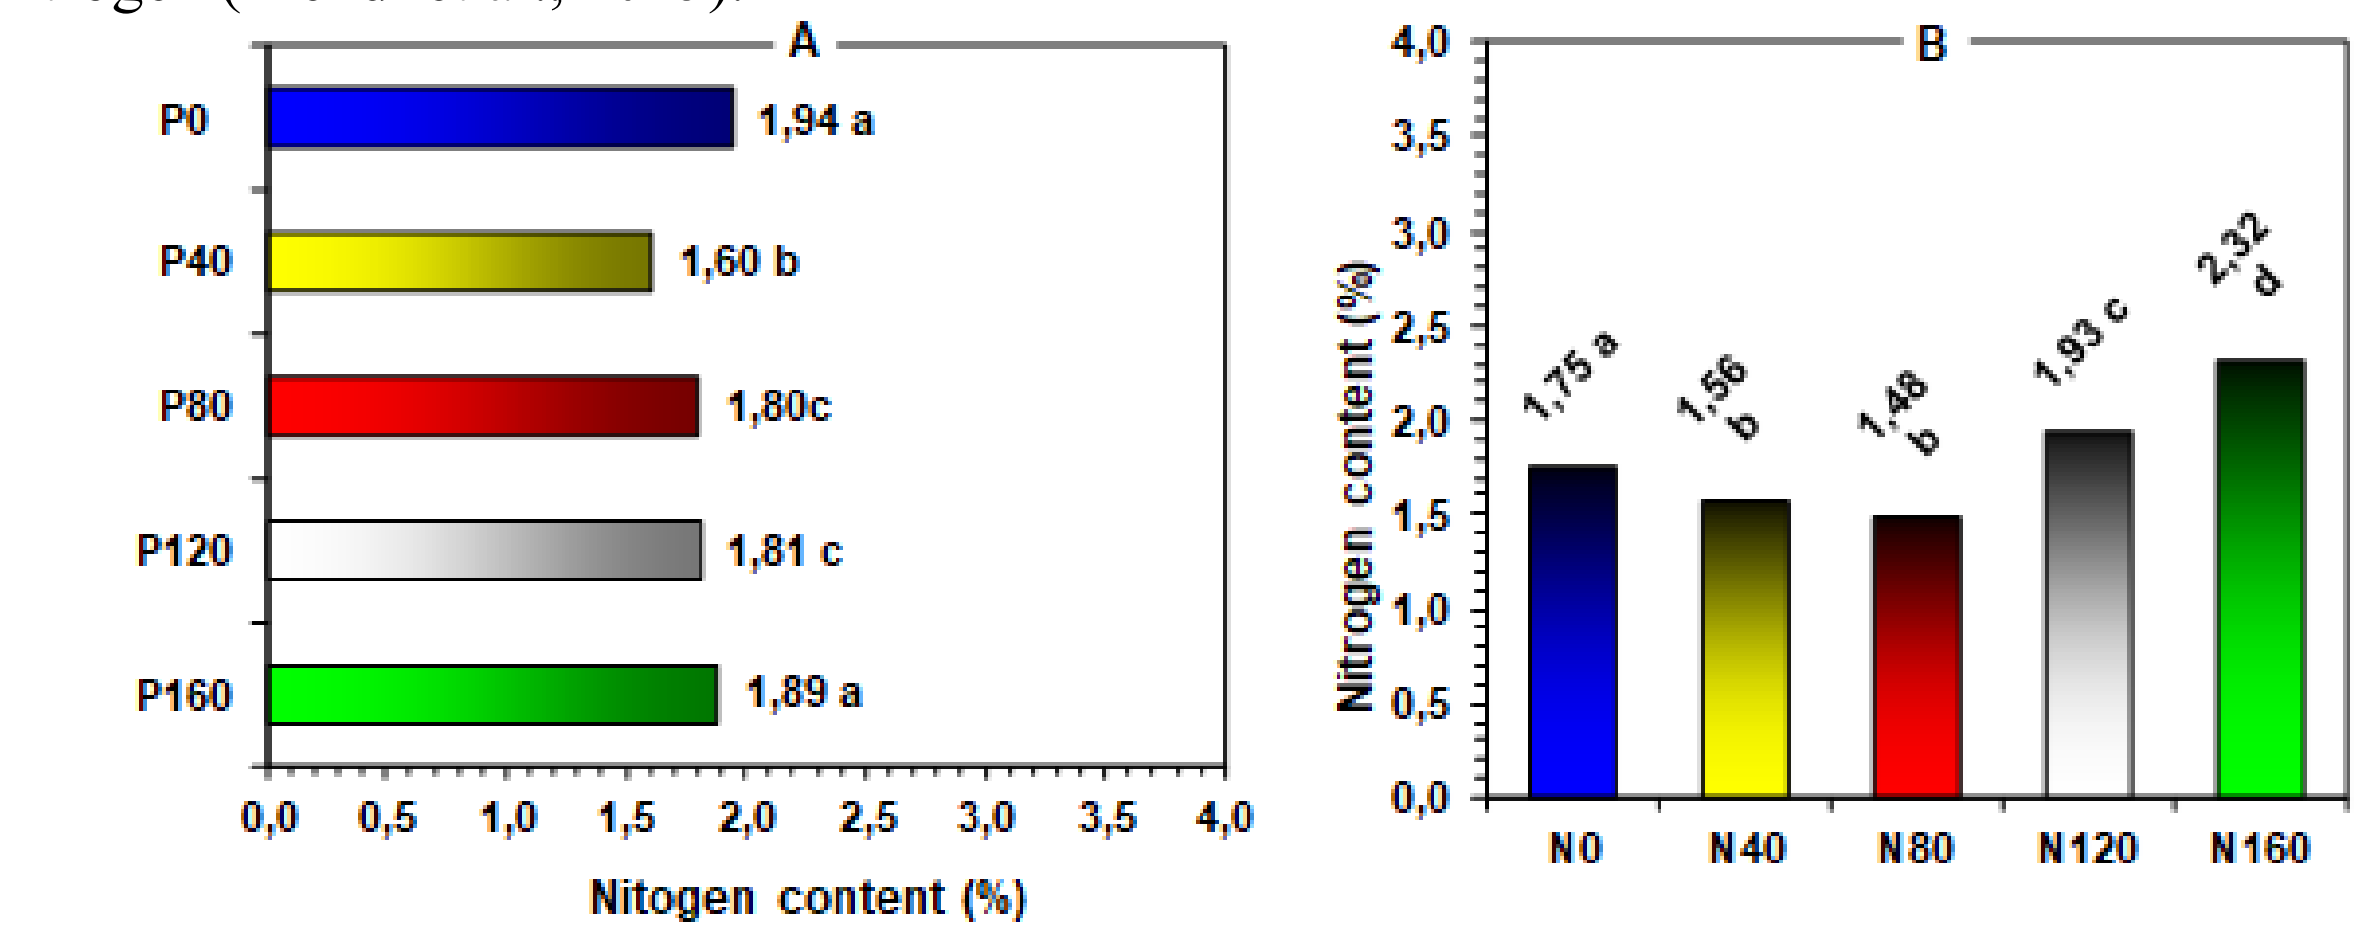 A
P0
1,94 a
P40
1,60 b
P80
1,80c
P120
1,81 c
P160
1,89 a
0,0 0,5 1,0 1,5 2,0 2,5 3,0 3,5 4,0
Nitogen content (%)
B
4,0
3,5
3,0
2,5
2,0
1,5
1,0
0,5
0,0
Nitrogen content (%)
1,75 a
1,56
b
1,48
b
1,93 c
2,32
d
N0 N40 N80 N120 N160